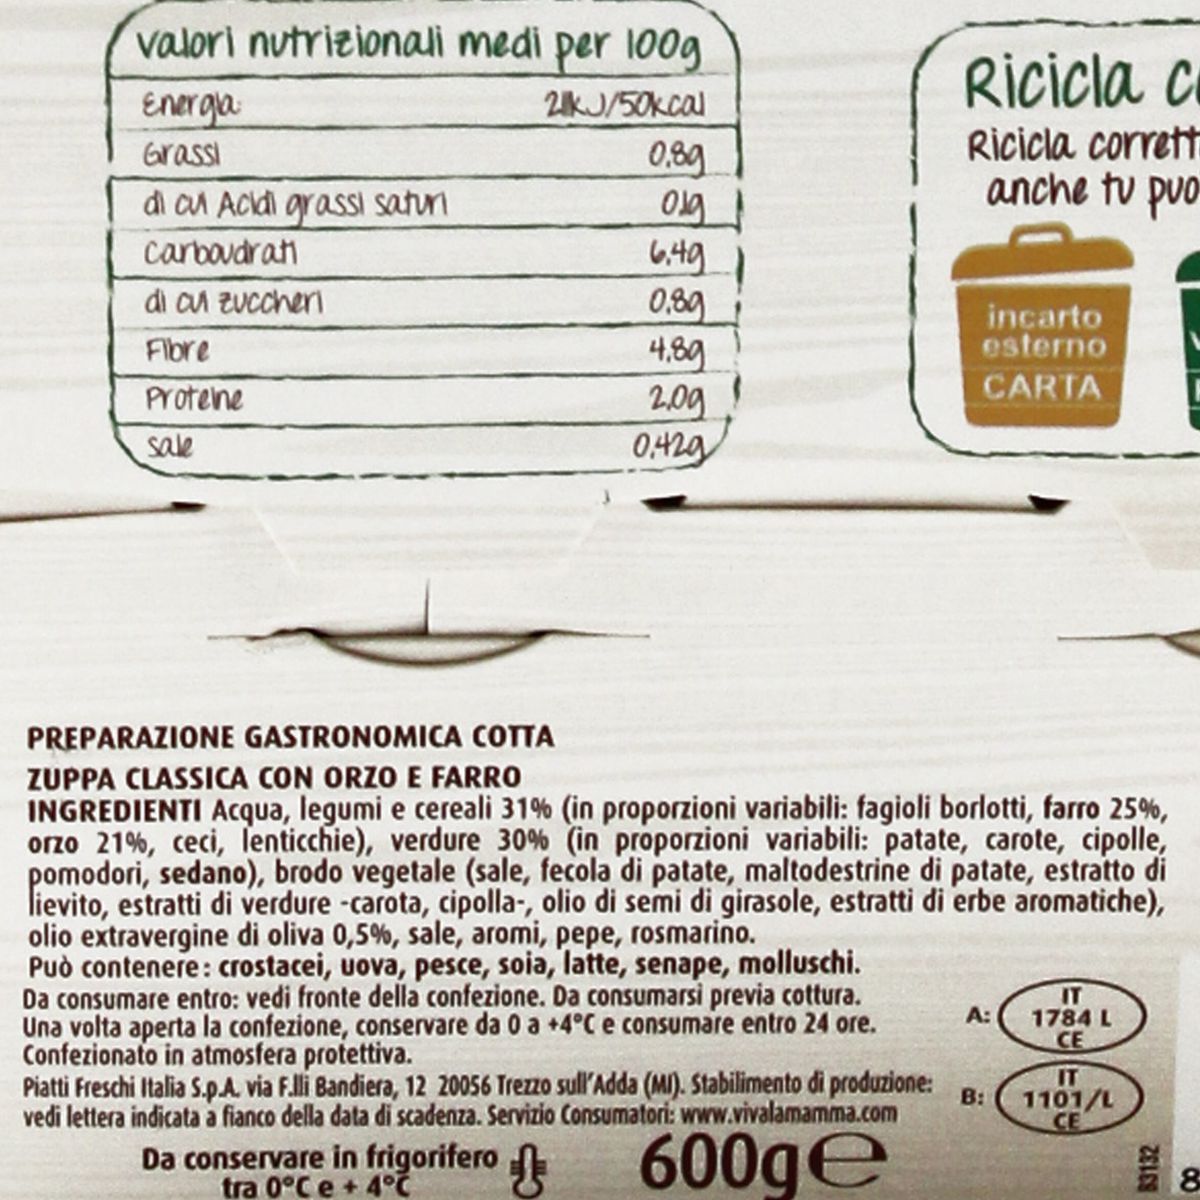 valori nutrizionali medi per 100g
Energia: 211kJ/50kcal
Grassi 0,8g
di cui Acidi grassi saturi 0,1g
Carboidrati 6,4g
di cui zuccheri 0,8g
Fibre 4,8g
Proteine 2,0g
sale 0,42g
Ricicla
Ricicla
anche tu
incarto
esterno
CARTA
PREPARAZIONE GASTRONOMICA COTTA
ZUPPA CLASSICA CON ORZO E FARRO
INGREDIENTI Acqua, legumi e cereali 31% (in proporzioni variabili: fagioli borlotti, farro 25%,
orzo 21%, ceci, lenticchie), verdure 30% (in proporzioni variabili: patate, carote, cipolle,
pomodori, sedano), brodo vegetale (sale, fecola di patate, maltodestrine di patate, estratto di
lievito, estratti di verdure -carota, cipolla-, olio di semi di girasole, estratti di erbe aromatiche),
olio extravergine di oliva 0,5%, sale, aromi, pepe, rosmarino.
Può contenere: crostacei, uova, pesce, soia, latte, senape, molluschi.
Da consumare entro: vedi fronte della confezione. Da consumarsi previa cottura.
Una volta aperta la confezione, conservare da 0 a +4°C e consumare entro 24 ore.
Confezionato in atmosfera protettiva.
Piatti Freschi Italia S.p.A. via F.lli Bandiera, 12 20056 Trezzo sull'Adda (MI). Stabilimento di produzione:
vedi lettera indicata a fianco della data di scadenza. Servizio Consumatori: www.vivalamamma.com
A: IT
1784 L
CE
B: IT
1101/L
CE
Da conservare in frigorifero
tra 0°C e + 4°C
600g e
83132
8